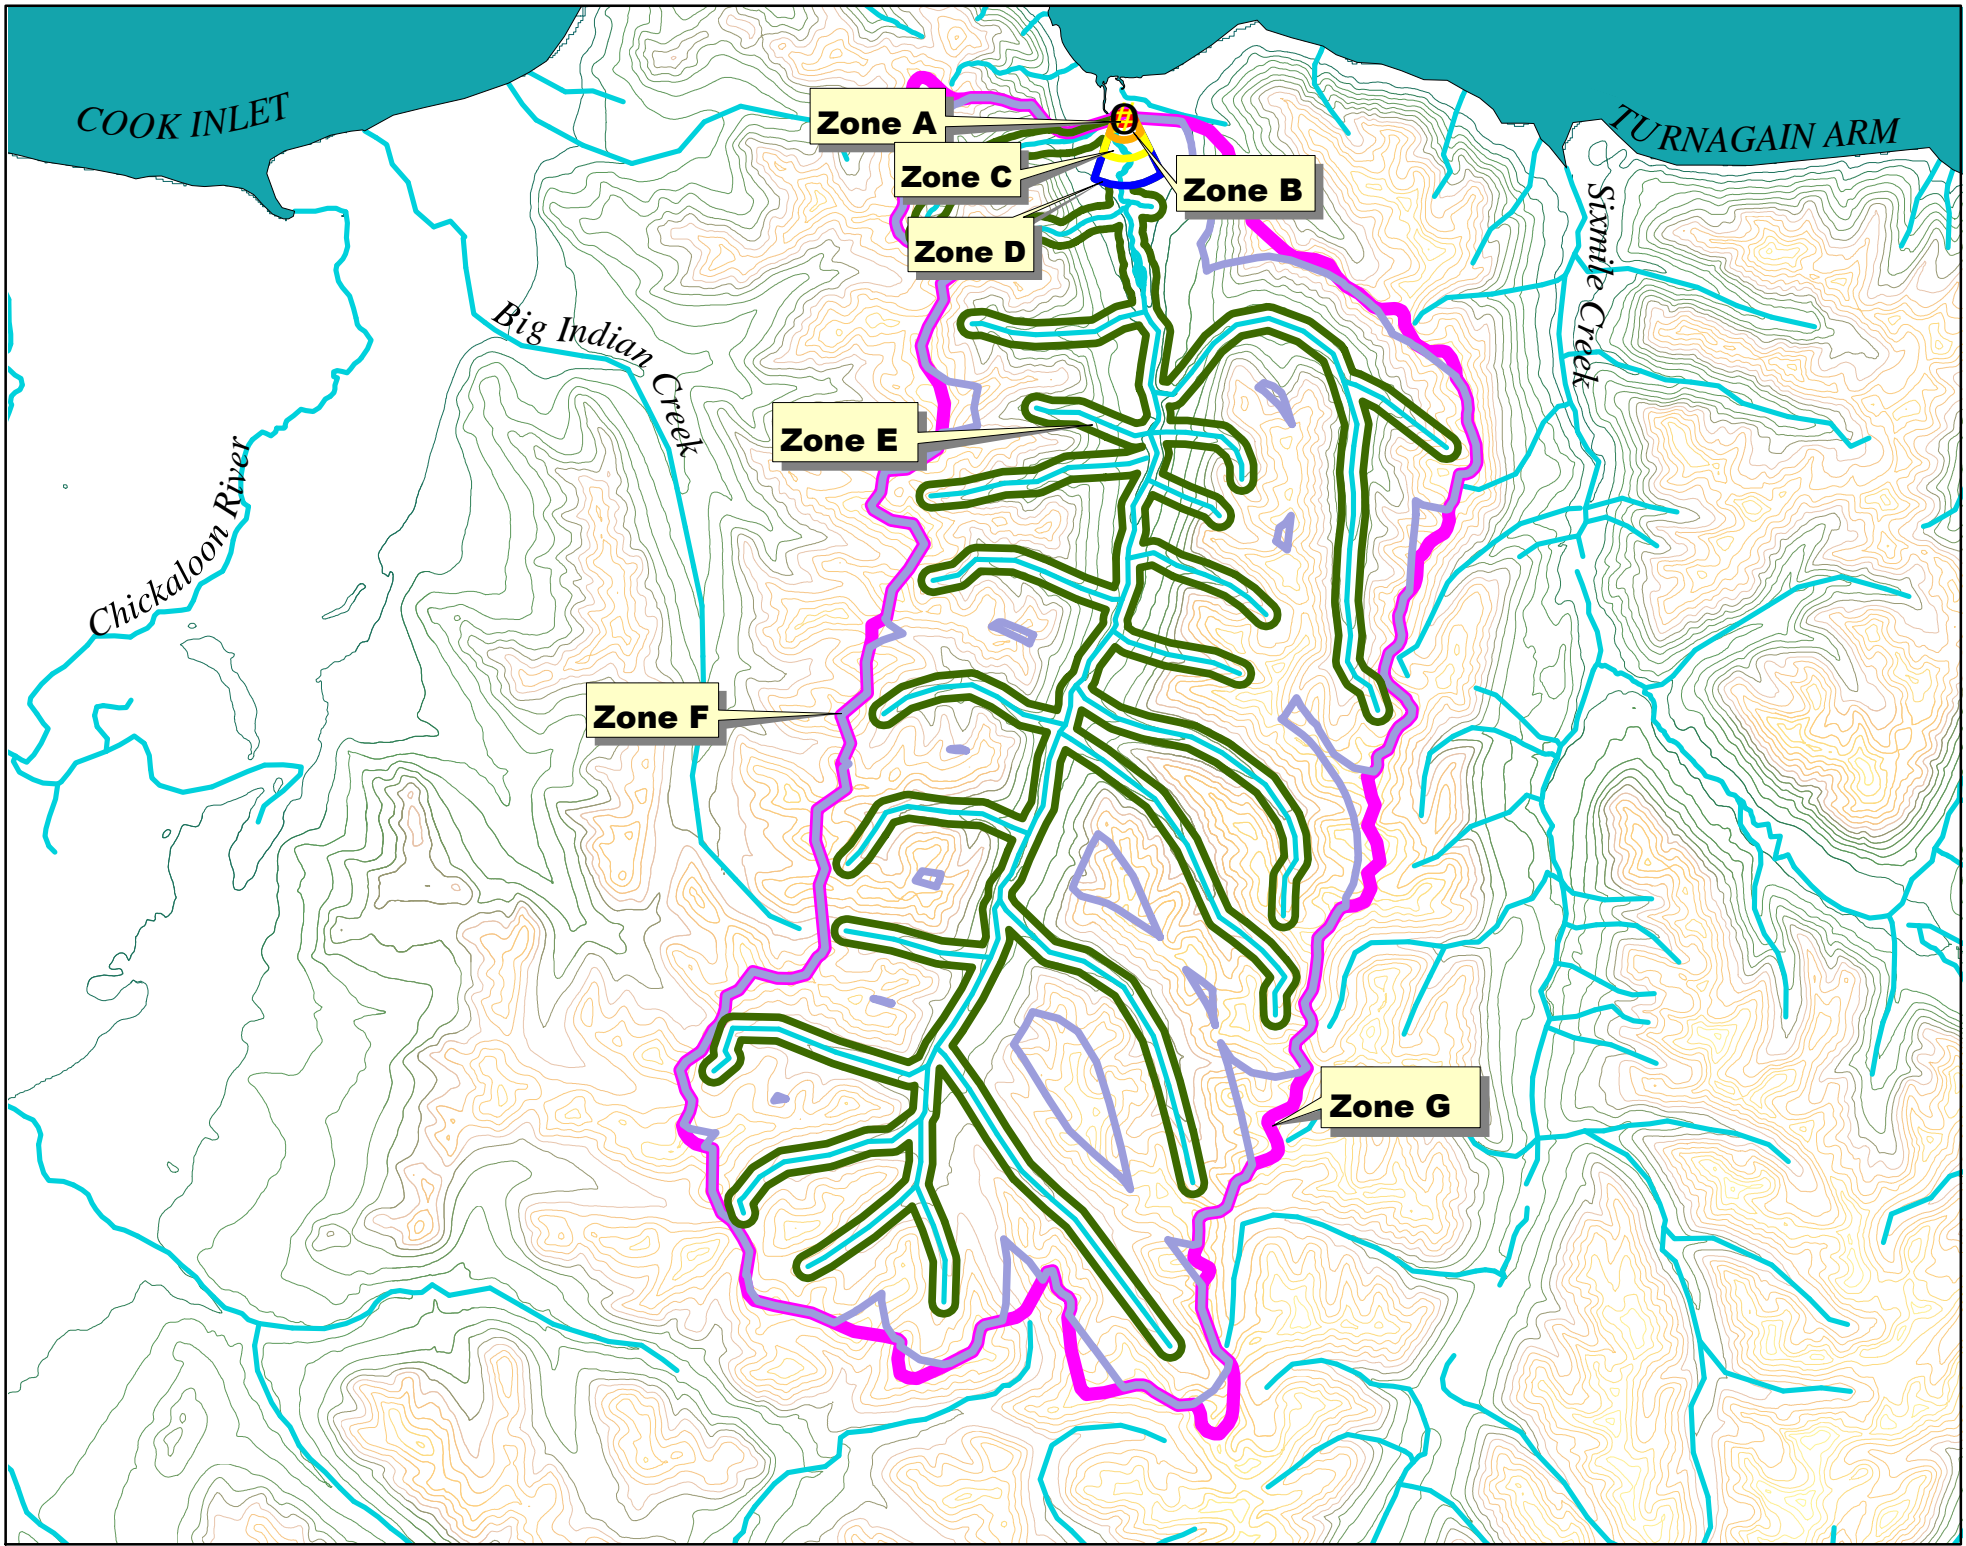 COOK INLET
TURNAGAIN ARM
Zone A
Zone C
Zone B
Zone D
Sixmile Creek
Big Indian Creek
Zone E
Chickaloon River
Zone F
Zone G